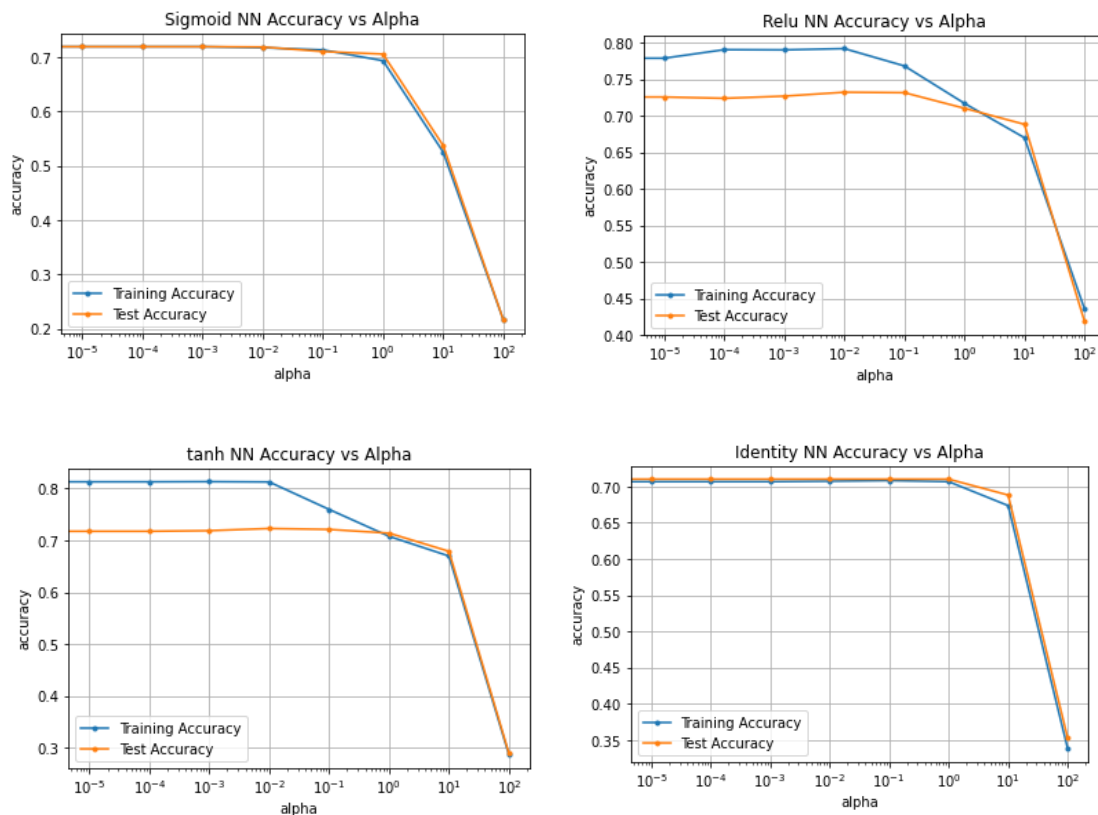 Sigmoid NN Accuracy vs Alpha
0.7
0.6
0.5
0.4
0.3
0.2
accuracy
Training Accuracy
Test Accuracy
10⁻⁵ 10⁻⁴ 10⁻³ 10⁻² 10⁻¹ 10⁰ 10¹ 10²
alpha
Relu NN Accuracy vs Alpha
0.80
0.75
0.70
0.65
0.60
0.55
0.50
0.45
0.40
accuracy
Training Accuracy
Test Accuracy
10⁻⁵ 10⁻⁴ 10⁻³ 10⁻² 10⁻¹ 10⁰ 10¹ 10²
alpha
tanh NN Accuracy vs Alpha
0.8
0.7
0.6
0.5
0.4
0.3
accuracy
Training Accuracy
Test Accuracy
10⁻⁵ 10⁻⁴ 10⁻³ 10⁻² 10⁻¹ 10⁰ 10¹ 10²
alpha
Identity NN Accuracy vs Alpha
0.70
0.65
0.60
0.55
0.50
0.45
0.40
0.35
accuracy
Training Accuracy
Test Accuracy
10⁻⁵ 10⁻⁴ 10⁻³ 10⁻² 10⁻¹ 10⁰ 10¹ 10²
alpha